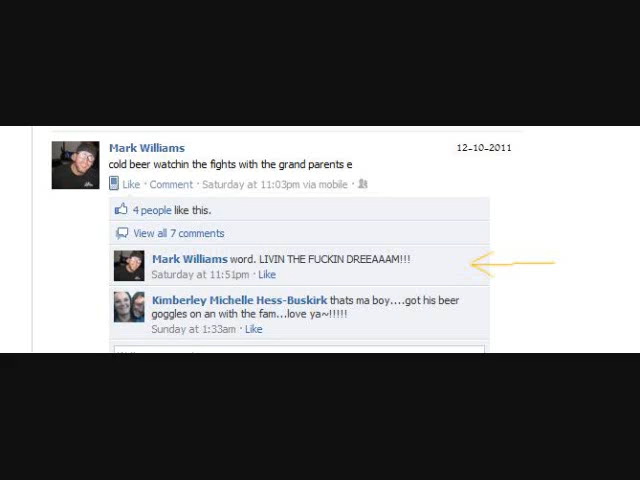 Mark Williams
12-10-2011
cold beer watchin the fights with the grand parents e
Like · Comment · Saturday at 11:03pm via mobile ·
4 people like this.
View all 7 comments
Mark Williams word. LIVIN THE FUCKIN DREEAAAM!!!
Saturday at 11:51pm · Like
Kimberley Michelle Hess-Buskirk thats ma boy....got his beer
goggles on an with the fam...love ya~!!!!!
Sunday at 1:33am · Like